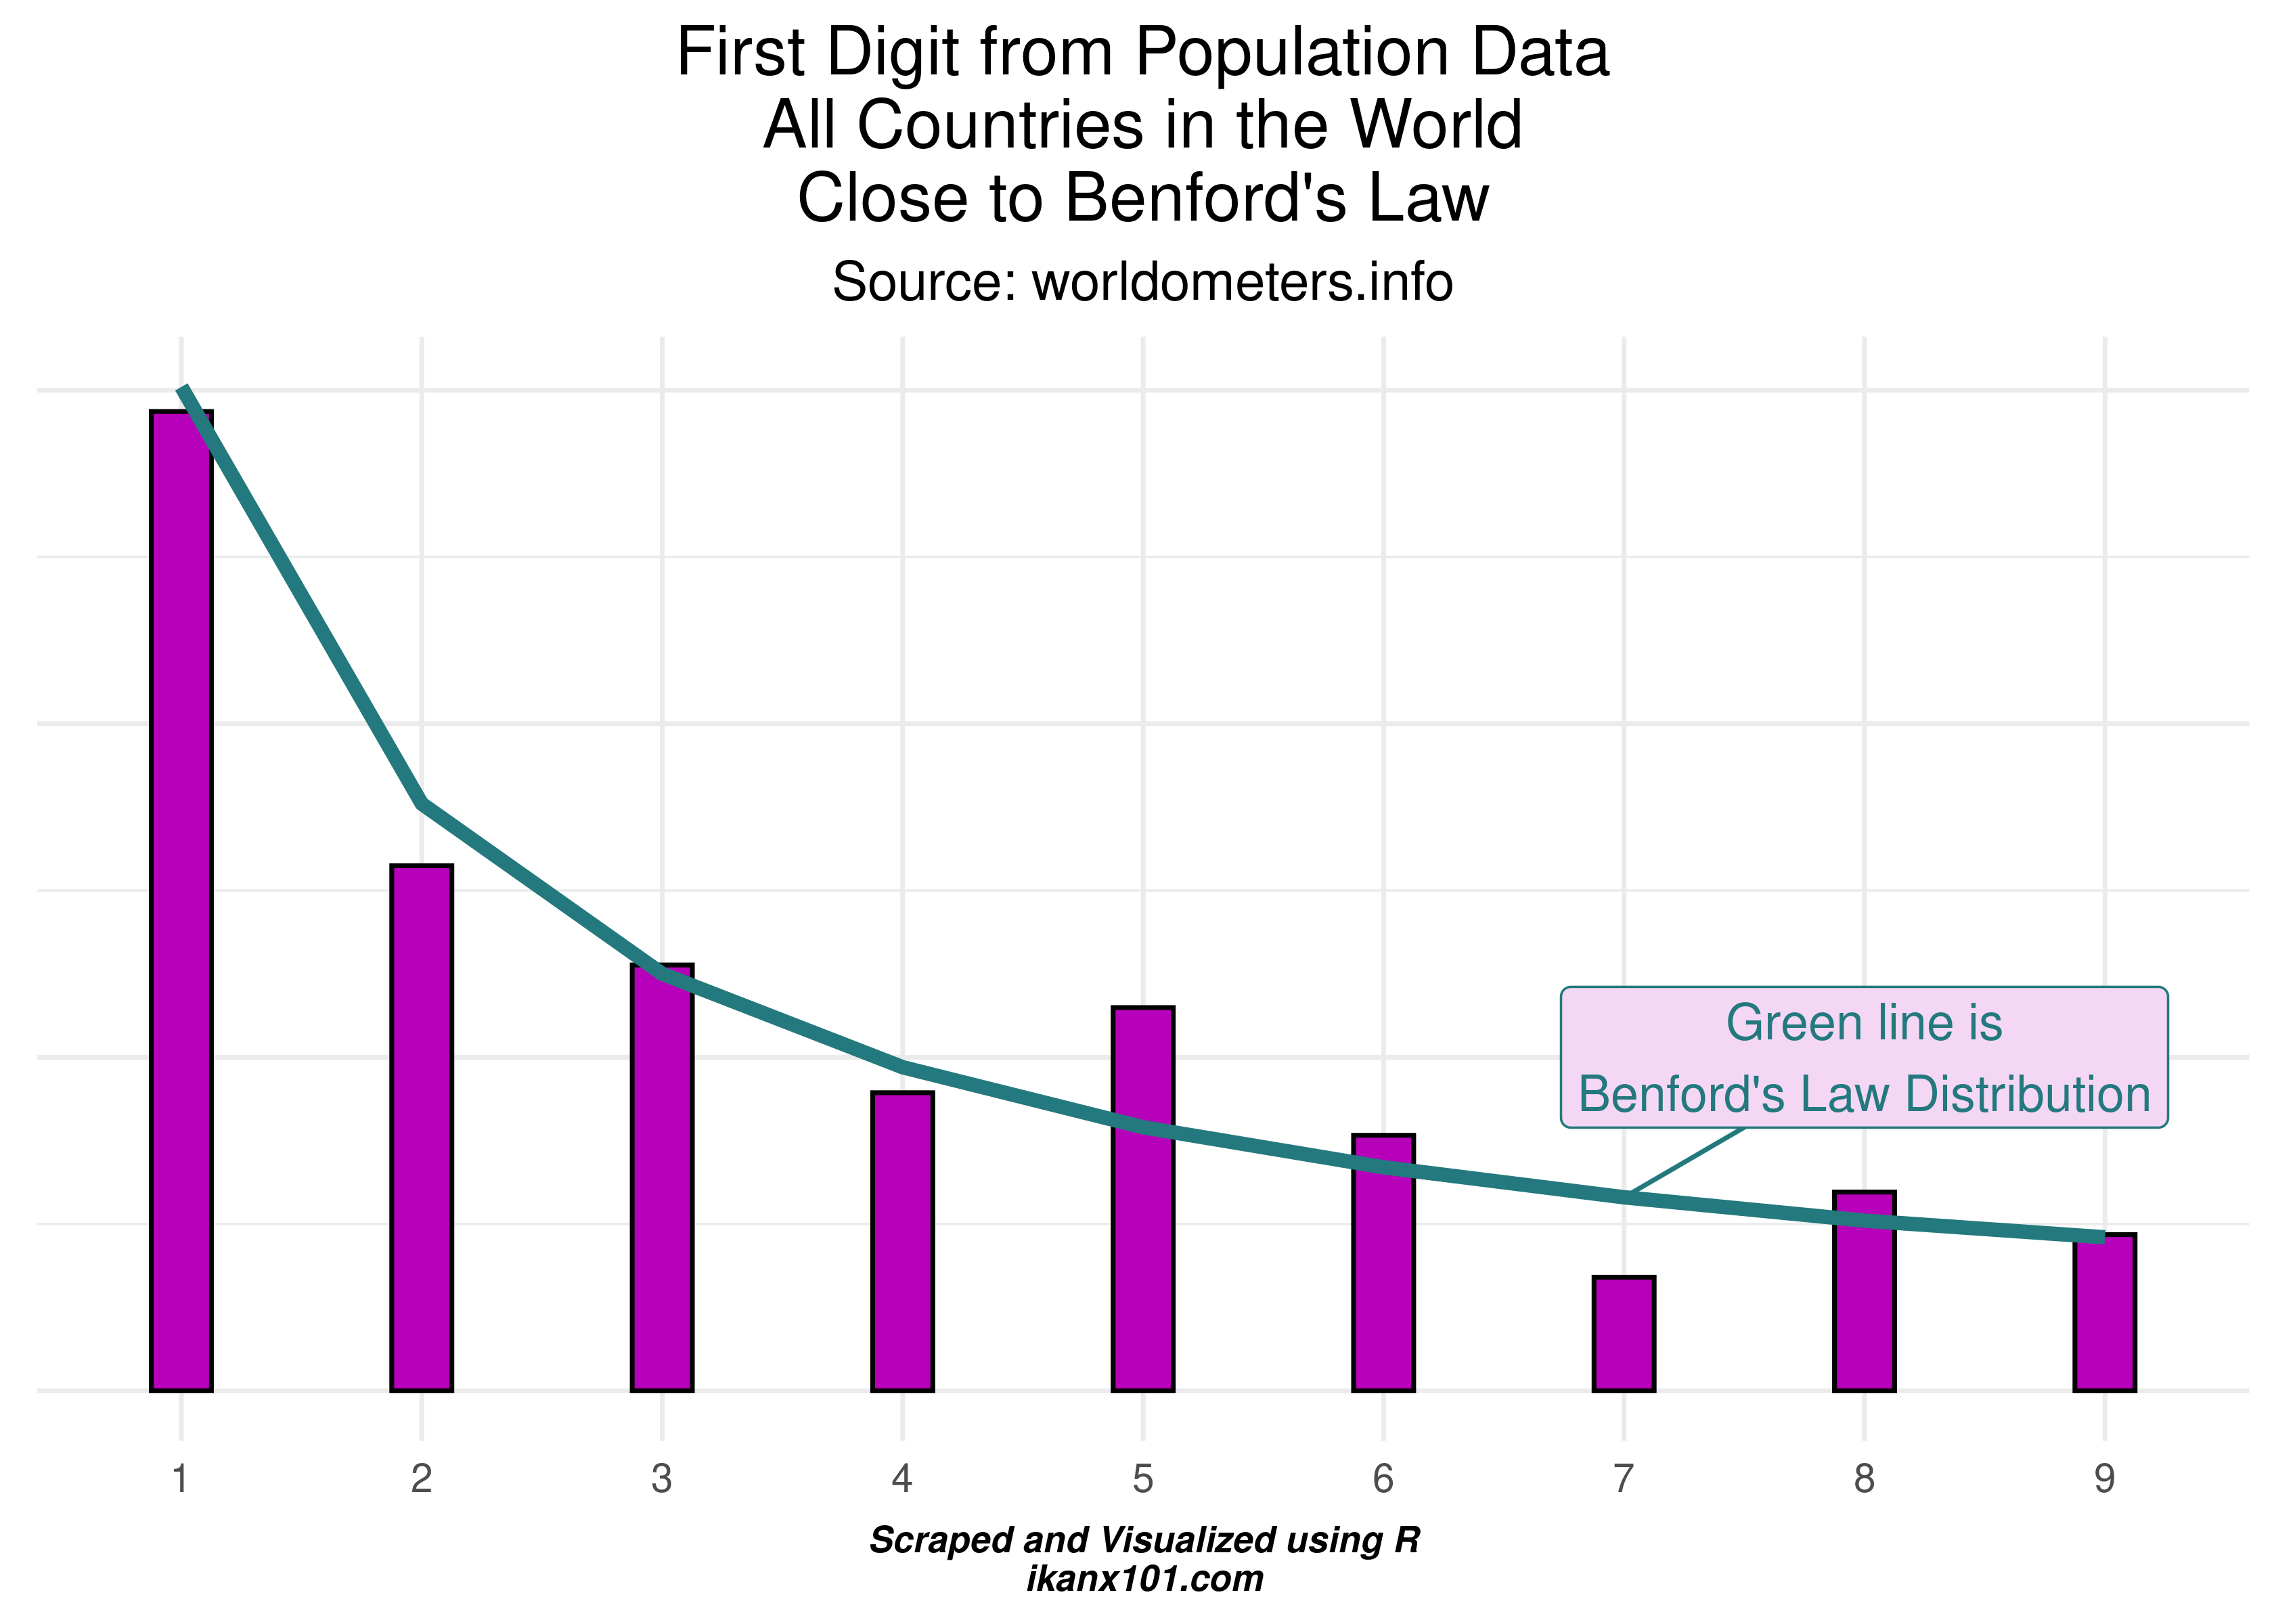 First Digit from Population Data
All Countries in the World
Close to Benford's Law
Source: worldometers.info
Green line is
Benford's Law Distribution
1 2 3 4 5 6 7 8 9
Scraped and Visualized using R
ikanx101.com